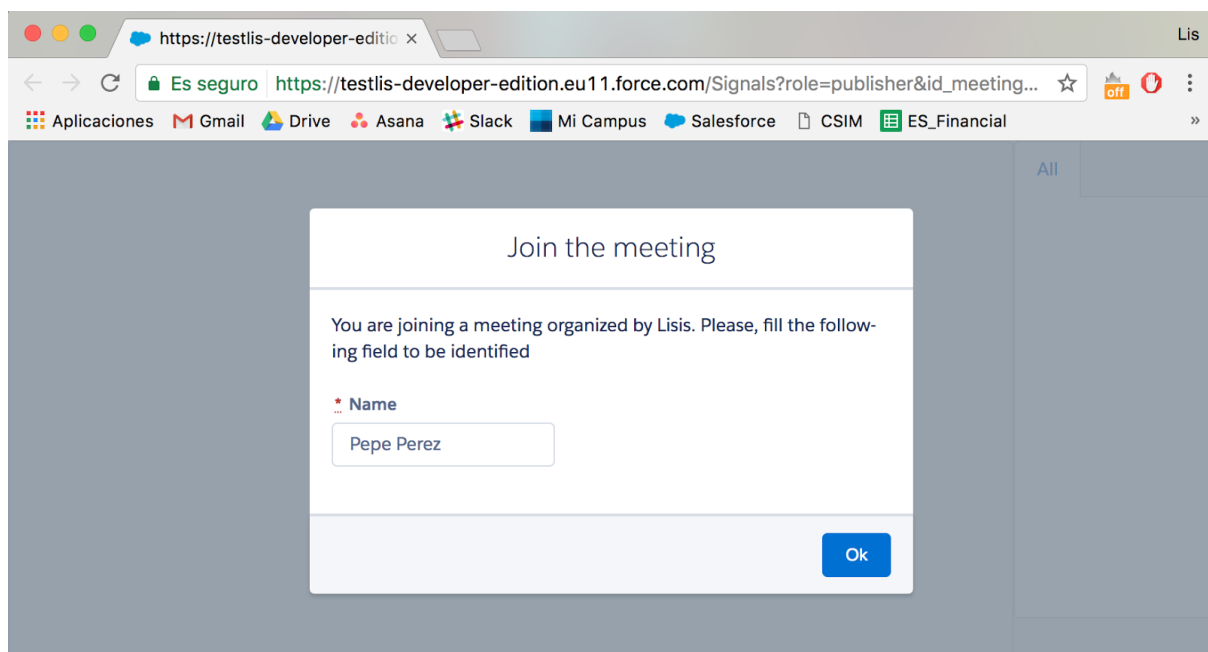 https://testlis-developer-editio
Lis
Es seguro https://testlis-developer-edition.eu11.force.com/Signals?role=publisher&id_meeting...
off
Aplicaciones Gmail Drive Asana Slack Mi Campus Salesforce CSIM ES_Financial »
All
Join the meeting
You are joining a meeting organized by Lisis. Please, fill the follow-
ing field to be identified
* Name
Pepe Perez
Ok